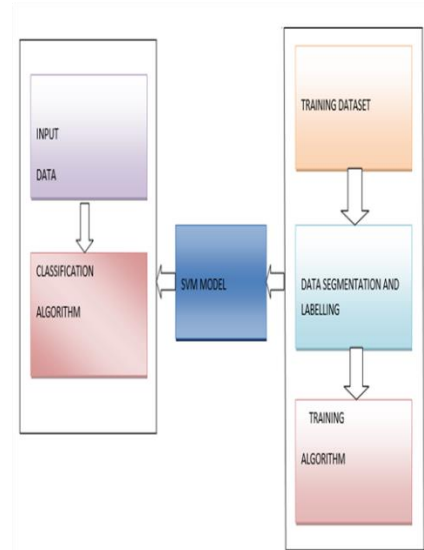 INPUT
DATA
CLASSIFICATION
ALGORITHM
SVM MODEL
TRAINING DATASET
DATA SEGMENTATION AND
LABELLING
TRAINING
ALGORITHM